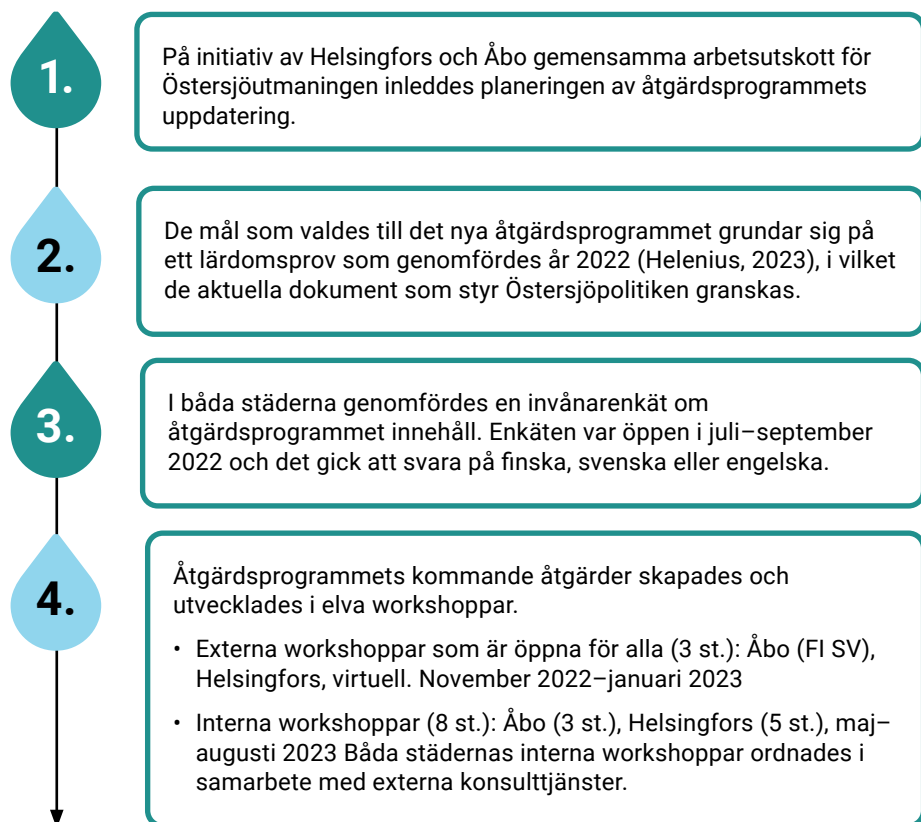 1.
På initiativ av Helsingfors och Åbo gemensamma arbetsutskott för
Östersjöutmaningen inleddes planeringen av åtgärdsprogrammets
uppdatering.
2.
De mål som valdes till det nya åtgärdsprogrammet grundar sig på
ett lärdomsprov som genomfördes år 2022 (Helenius, 2023), i vilket
de aktuella dokument som styr Östersjöpolitiken granskas.
3.
I båda städerna genomfördes en invånarenkät om
åtgärdsprogrammet innehåll. Enkäten var öppen i juli–september
2022 och det gick att svara på finska, svenska eller engelska.
4.
Åtgärdsprogrammets kommande åtgärder skapades och
utvecklades i elva workshoppar.
• Externa workshoppar som är öppna för alla (3 st.): Åbo (FI SV),
Helsingfors, virtuell. November 2022–januari 2023
• Interna workshoppar (8 st.): Åbo (3 st.), Helsingfors (5 st.), maj–
augusti 2023 Båda städernas interna workshoppar ordnades i
samarbete med externa konsulttjänster.